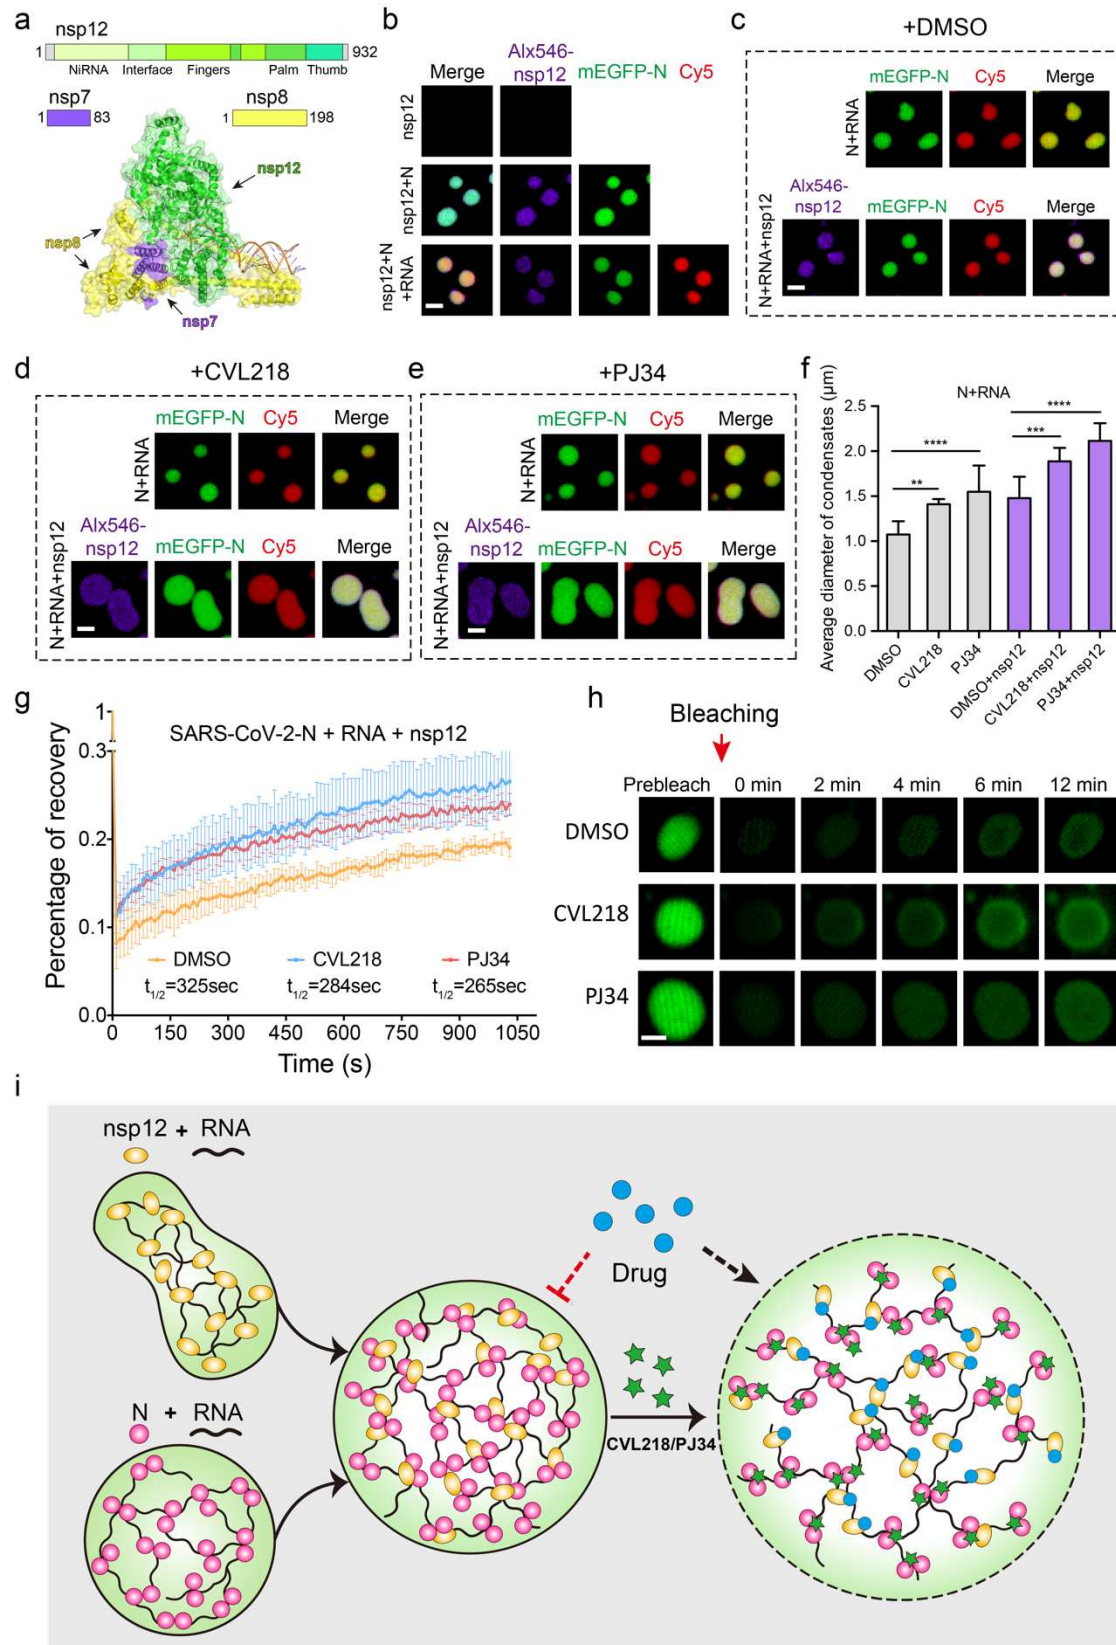 a
nsp12
1
932
NiRNA Interface Fingers Palm Thumb
nsp7
1
83
nsp8
1
198
nsp12
nsp8
nsp7
b
Merge
Alx546-
nsp12
mEGFP-N
Cy5
nsp12
nsp12+N
nsp12+N
+RNA
c
+DMSO
mEGFP-N
Cy5
Merge
N+RNA
Alx546-
nsp12
mEGFP-N
Cy5
Merge
N+RNA+nsp12
d
+CVL218
mEGFP-N
Cy5
Merge
N+RNA
Alx546-
nsp12
mEGFP-N
Cy5
Merge
N+RNA+nsp12
e
+PJ34
mEGFP-N
Cy5
Merge
N+RNA
Alx546-
nsp12
mEGFP-N
Cy5
Merge
N+RNA+nsp12
f
N+RNA
Average diameter of condensates (μm)
2.5
2.0
1.5
1.0
0.5
0.0
**
****
***
****
DMSO
CVL218
PJ34
DMSO+nsp12
CVL218+nsp12
PJ34+nsp12
g
SARS-CoV-2-N + RNA + nsp12
Percentage of recovery
1
0.3
0.2
0.1
0.0
DMSO CVL218 PJ34
t1/2=325sec t1/2=284sec t1/2=265sec
0 150 300 450 600 750 900 1050
Time (s)
h
Bleaching
Prebleach 0 min 2 min 4 min 6 min 12 min
DMSO
CVL218
PJ34
i
nsp12 + RNA
N + RNA
Drug
CVL218/PJ34